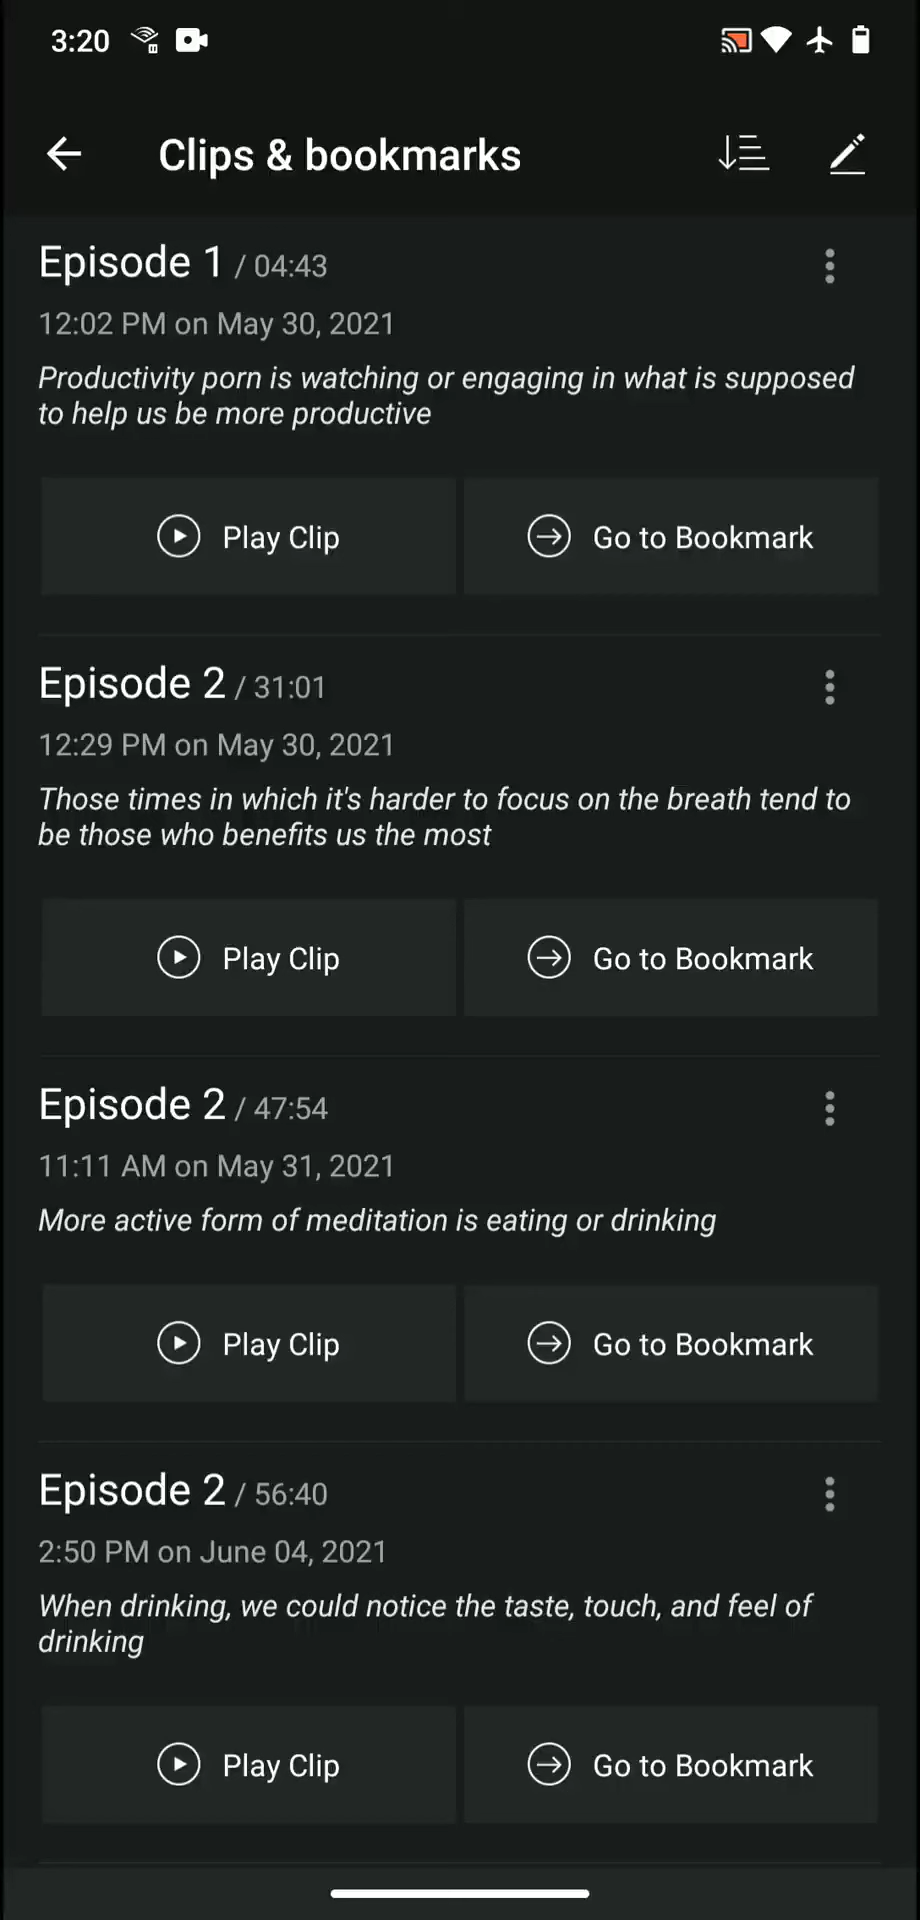 3:20
Clips & bookmarks
Episode 1 / 04:43
12:02 PM on May 30, 2021
Productivity porn is watching or engaging in what is supposed
to help us be more productive
Play Clip
Go to Bookmark
Episode 2 / 31:01
12:29 PM on May 30, 2021
Those times in which it's harder to focus on the breath tend to
be those who benefits us the most
Play Clip
Go to Bookmark
Episode 2 / 47:54
11:11 AM on May 31, 2021
More active form of meditation is eating or drinking
Play Clip
Go to Bookmark
Episode 2 / 56:40
2:50 PM on June 04, 2021
When drinking, we could notice the taste, touch, and feel of
drinking
Play Clip
Go to Bookmark